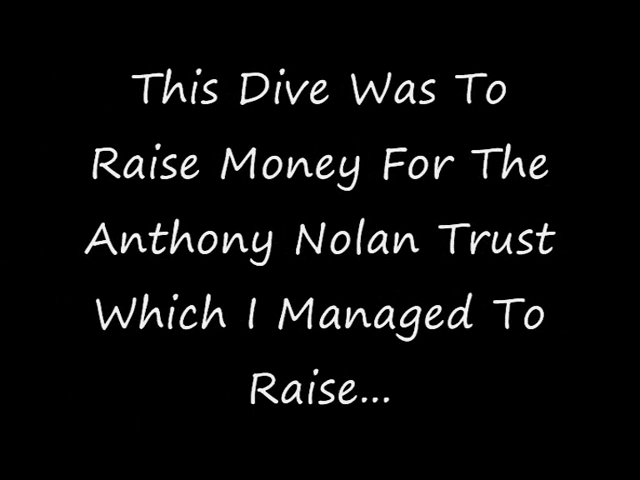 This Dive Was To
Raise Money For The
Anthony Nolan Trust
Which I Managed To
Raise...